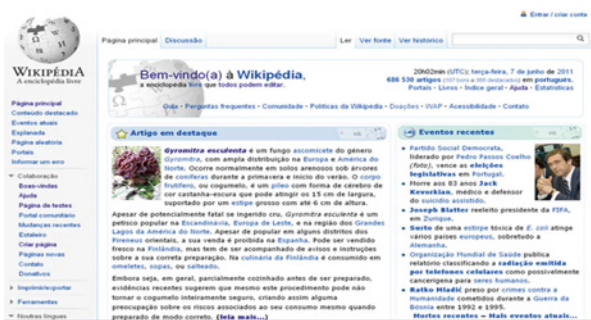 Entrar / criar conta
WIKIPÉDIA
A enciclopédia livre
Página principal
Conteúdo destacado
Eventos atuais
Esplanada
Página aleatória
Portais
Informar um erro
Colaboração
Boas-vindas
Ajuda
Página de testes
Portal comunitário
Mudanças recentes
Estaleiro
Criar página
Páginas novas
Contato
Donativos
Imprimir/exportar
Ferramentas
Noutras línguas
Página principal Discussão
Ler Ver fonte Ver histórico
Bem-vindo(a) à Wikipédia,
a enciclopédia livre que todos podem editar.
20h02min (UTC); terça-feira, 7 de junho de 2011
686 530 artigos em português.
Portais - Livros - Índice geral - Ajuda - Estatísticas
Guia - Perguntas frequentes - Comunidade - Políticas da Wikipédia - Doações - WAP - Acessibilidade - Contato
Artigo em destaque
Gyromitra esculenta é um fungo ascomicete do género
Gyromitra, com ampla distribuição na Europa e América do
Norte. Ocorre normalmente em solos arenosos sob árvores
de coníferas durante a primavera e início do verão. O corpo
frutífero, ou cogumelo, é um píleo com forma de cérebro de
cor castanha-escura que pode atingir os 15 cm de largura,
suportado por um estipe grosso com até 6 cm de altura.
Apesar de potencialmente fatal se ingerido cru, Gyromitra esculenta é um
petisco popular na Escandinávia, Europa de Leste, e na região dos Grandes
Lagos da América do Norte. Apesar de popular em alguns distritos dos
Pirenéus orientais, a sua venda é proibida na Espanha. Pode ser vendido
fresco na Finlândia, mas tem de ser acompanhado de avisos e instruções
sobre a sua correta preparação. Na culinária da Finlândia é consumido em
omeletes, sopas, ou salteado.
Embora seja, em geral, parcialmente cozinhado antes de ser preparado,
evidências recentes sugerem que mesmo este procedimento pode não
tornar o cogumelo inteiramente seguro, criando assim alguma
preocupação sobre os riscos associados ao seu consumo mesmo quando
preparado de modo correto. (leia mais...)
Eventos recentes
Partido Social Democrata,
liderado por Pedro Passos Coelho
(foto), vence as eleições
legislativas em Portugal.
Morre aos 83 anos Jack
Kevorkian, médico e defensor
do suicídio assistido.
Joseph Blatter reeleito presidente da FIFA,
em Zurique.
Surto de uma estirpe tóxica de E. coli atinge
vários países europeus, sobretudo a
Alemanha.
Organização Mundial de Saúde publica
relatório classificando a radiação emitida
por telefones celulares como possivelmente
cancerígena para seres humanos.
Ratko Mladić preso por crimes contra a
Humanidade cometidos durante a Guerra da
Bósnia entre 1992 e 1995.
Mortes recentes - Mais eventos atuais...